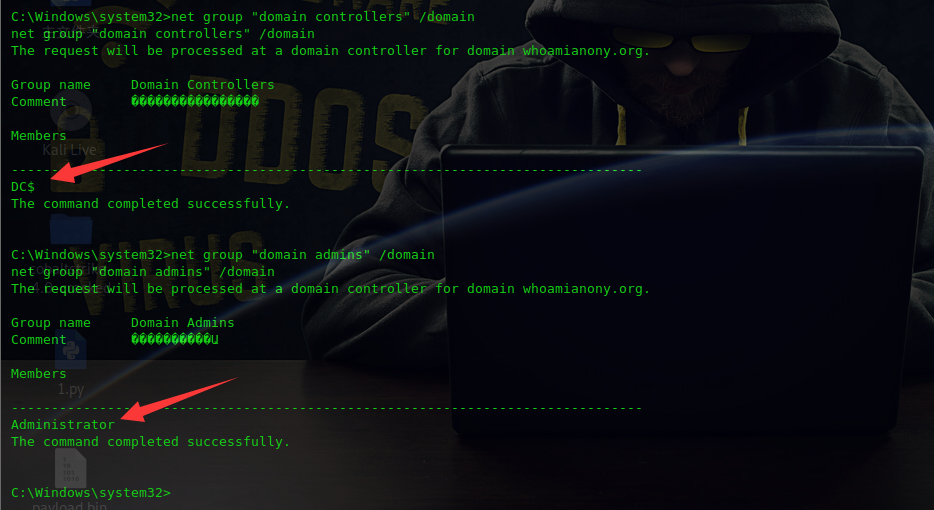 C:\Windows\system32>net group "domain controllers" /domain
net group "domain controllers" /domain
The request will be processed at a domain controller for domain whoamianony.org.
Group name Domain Controllers
Comment ��������������������
Members
Kali Live
-------------------------------------------------------------------------------
DC$
The command completed successfully.
DDOS
VIRUS
C:\Windows\system32>net group "domain admins" /domain
net group "domain admins" /domain
The request will be processed at a domain controller for domain whoamianony.org.
Group name Domain Admins
Comment ������������Ա
Members
1.py
-------------------------------------------------------------------------------
Administrator
The command completed successfully.
C:\Windows\system32>
payload.bin